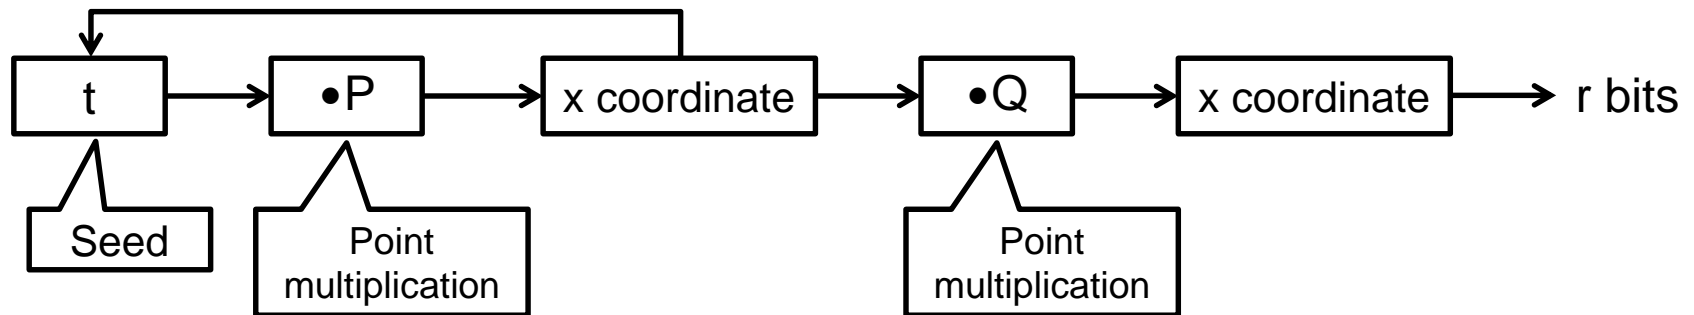 t
•P
x coordinate
•Q
x coordinate
r bits
Seed
Point
multiplication
Point
multiplication